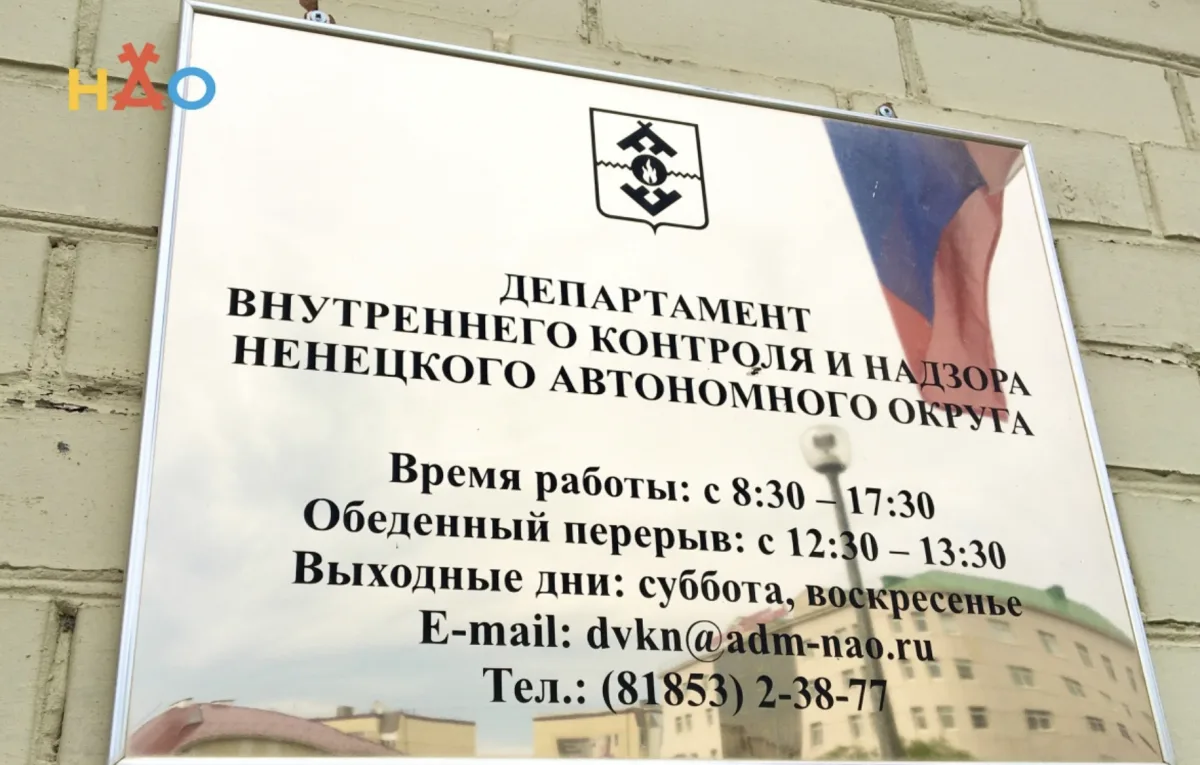 НАО
ДЕПАРТАМЕНТ
ВНУТРЕННЕГО КОНТРОЛЯ И НАДЗОРА
НЕНЕЦКОГО АВТОНОМНОГО ОКРУГА
Время работы: с 8:30 – 17:30
Обеденный перерыв: с 12:30 – 13:30
Выходные дни: суббота, воскресенье
E-mail: dvkn@adm-nao.ru
Тел.: (81853) 2-38-77